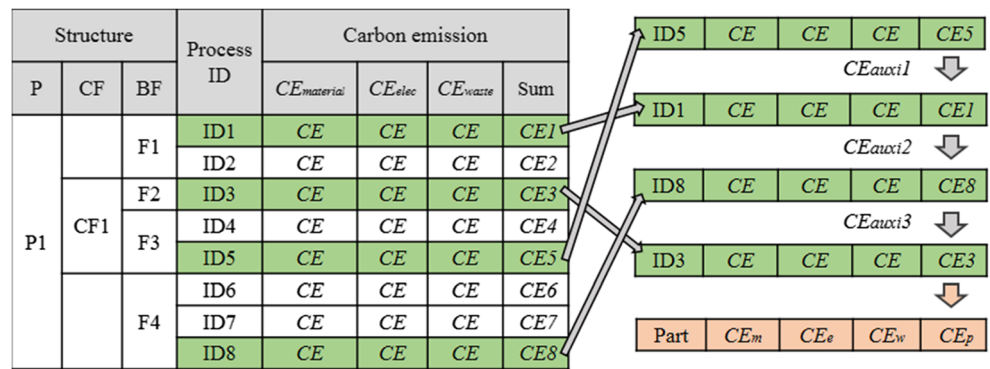 Structure Process ID Carbon emission
P CF BF CEmaterial CEelec CEwaste Sum
P1 CF1 F1 ID1 CE CE CE CE1
ID2 CE CE CE CE2
F2 ID3 CE CE CE CE3
F3 ID4 CE CE CE CE4
ID5 CE CE CE CE5
F4 ID6 CE CE CE CE6
ID7 CE CE CE CE7
ID8 CE CE CE CE8
ID5 CE CE CE CE5
CEauxi1
ID1 CE CE CE CE1
CEauxi2
ID8 CE CE CE CE8
CEauxi3
ID3 CE CE CE CE3
Part CEm CEe CEw CEp